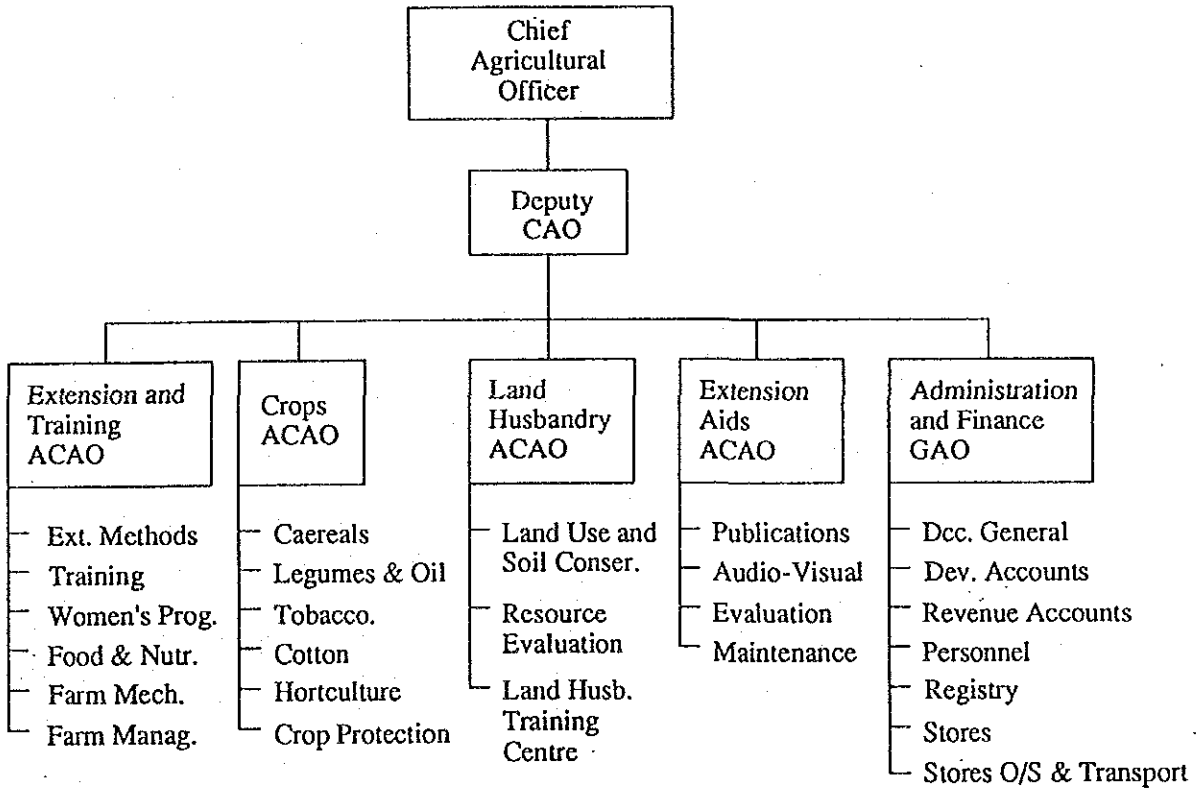 Chief
Agricultural
Officer
Deputy
CAO
Extension and
Training
ACAO
Ext. Methods
Training
Women's Prog.
Food & Nutr.
Farm Mech.
Farm Manag.
Crops
ACAO
Caereals
Legumes & Oil
Tobacco.
Cotton
Hortculture
Crop Protection
Land
Husbandry
ACAO
Land Use and
Soil Conser.
Resource
Evaluation
Land Husb.
Training
Centre
Extension
Aids
ACAO
Publications
Audio-Visual
Evaluation
Maintenance
Administration
and Finance
GAO
Dcc. General
Dev. Accounts
Revenue Accounts
Personnel
Registry
Stores
Stores O/S & Transport